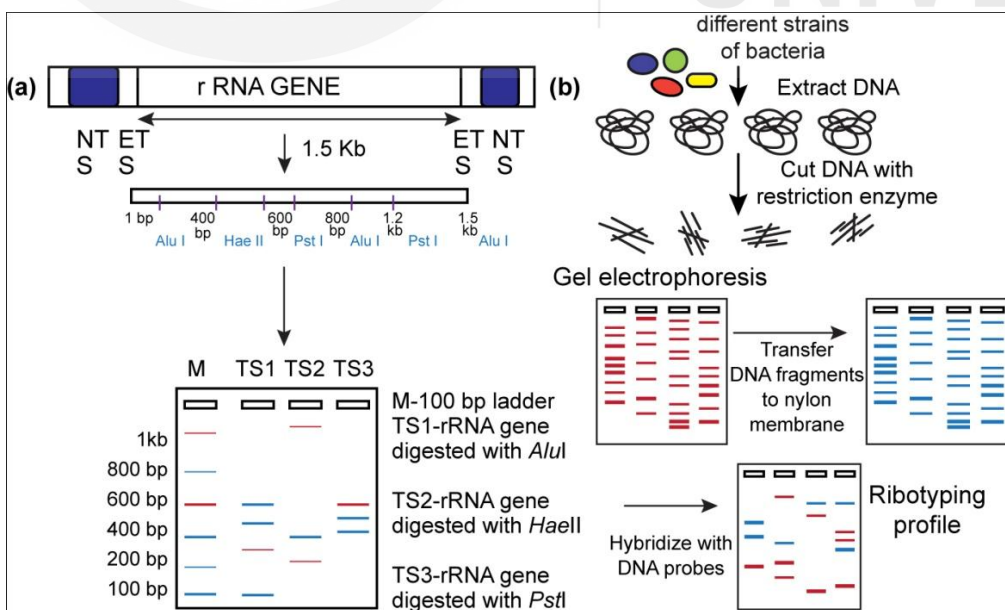 UNIVE
different strains
of bacteria
(a)
r RNA GENE
NT ET
S S
1.5 Kb
ET NT
S S
1 bp 400 bp 600 bp 800 bp 1.2 kb 1.5 kb
Alu I Hae II Pst I Alu I Pst I Alu I
M TS1 TS2 TS3
1kb
800 bp
600 bp
400 bp
200 bp
100 bp
M-100 bp ladder
TS1-rRNA gene
digested with AluI
TS2-rRNA gene
digested with HaeII
TS3-rRNA gene
digested with PstI
(b)
Extract DNA
Cut DNA with
restriction enzyme
Gel electrophoresis
Transfer
DNA fragments
to nylon
membrane
Hybridize with
DNA probes
Ribotyping
profile